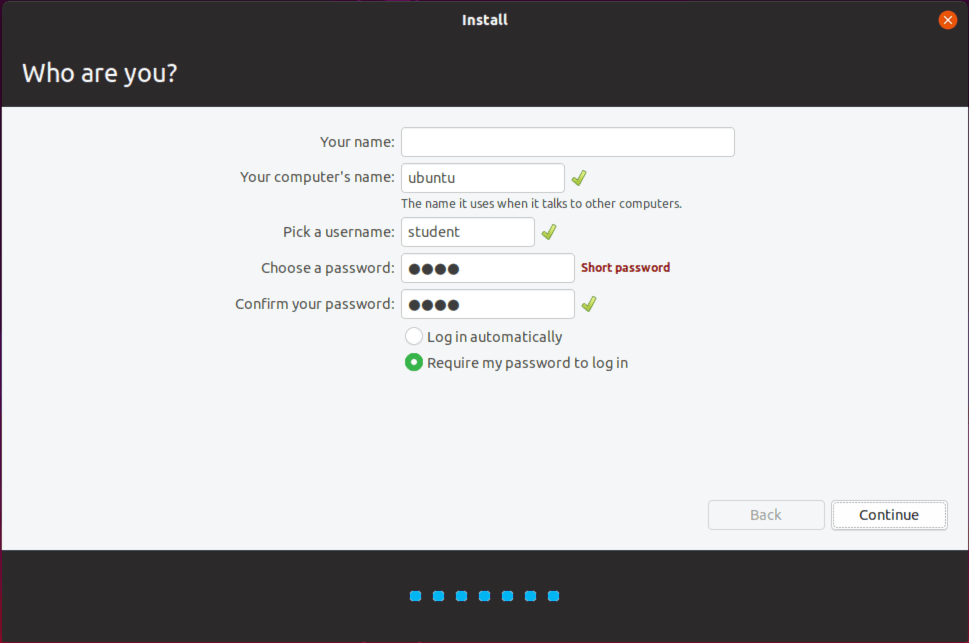 Install
Who are you?
Your name:
Your computer's name: ubuntu
The name it uses when it talks to other computers.
Pick a username: student
Choose a password: ●●●● Short password
Confirm your password: ●●●●
Log in automatically
Require my password to log in
Back Continue